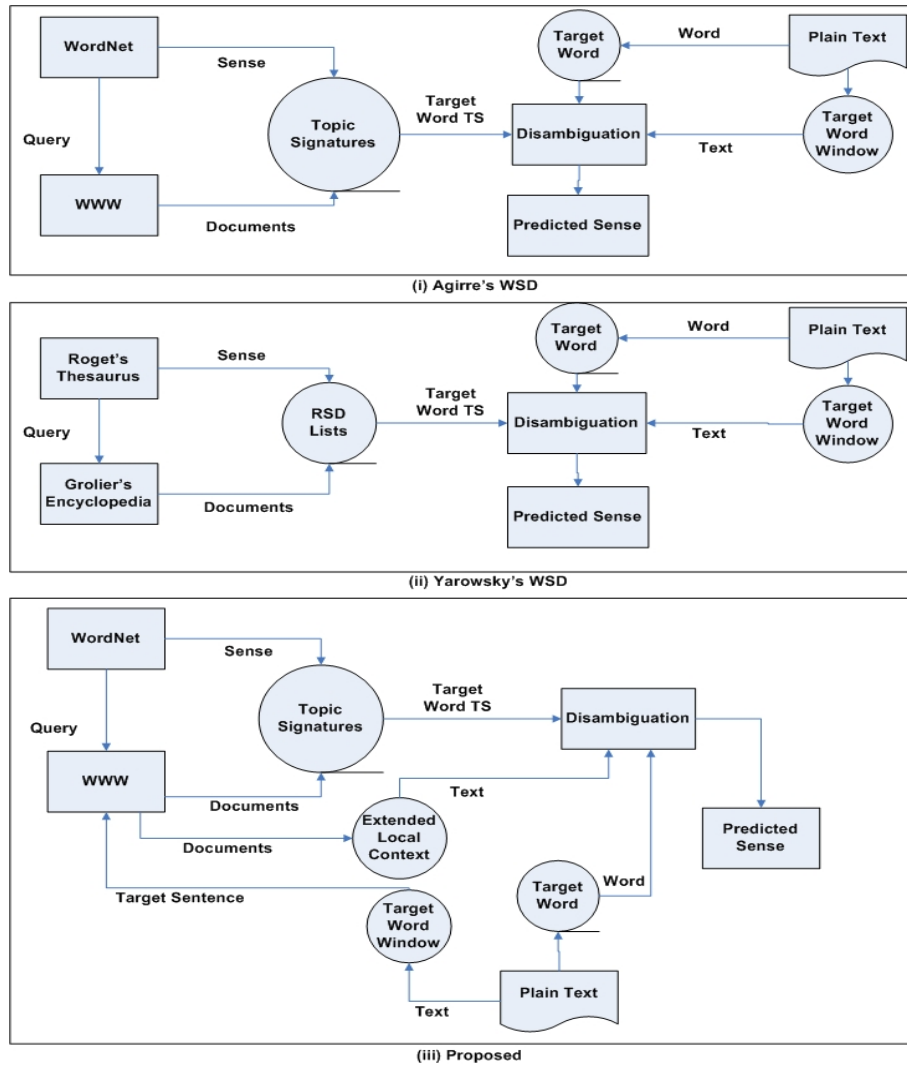 WordNet
Sense
Target
Word
Word
Plain Text
Topic
Signatures
Target
Word TS
Disambiguation
Text
Target
Word
Window
Query
WWW
Documents
Predicted Sense
(i) Agirre's WSD
Roget's
Thesaurus
Sense
Target
Word
Word
Plain Text
RSD
Lists
Target
Word TS
Disambiguation
Text
Target
Word
Window
Query
Grolier's
Encyclopedia
Documents
Predicted Sense
(ii) Yarowsky's WSD
WordNet
Sense
Topic
Signatures
Target
Word TS
Disambiguation
Query
WWW
Documents
Text
Documents
Extended
Local
Context
Predicted
Sense
Target Sentence
Target
Word
Window
Target
Word
Word
Text
Plain Text
(iii) Proposed